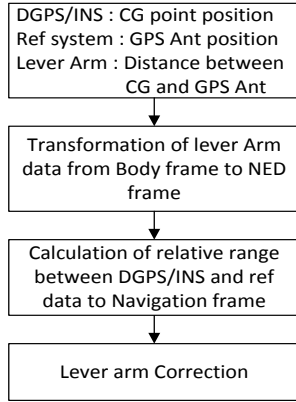 DGPS/INS : CG point position
Ref system : GPS Ant position
Lever Arm : Distance between
CG and GPS Ant
Transformation of lever Arm
data from Body frame to NED
frame
Calculation of relative range
between DGPS/INS and ref
data to Navigation frame
Lever arm Correction